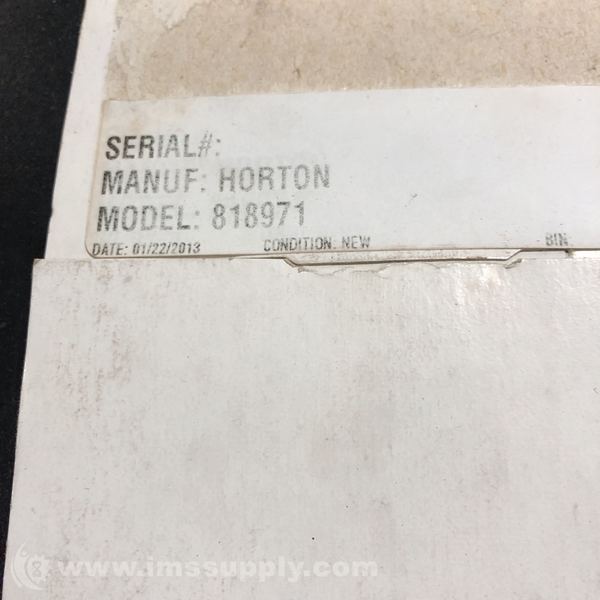 SERIAL#:
MANUF: HORTON
MODEL: 818971
DATE: 01/22/2013 CONDITION: NEW BIN:
www.imssupply.com